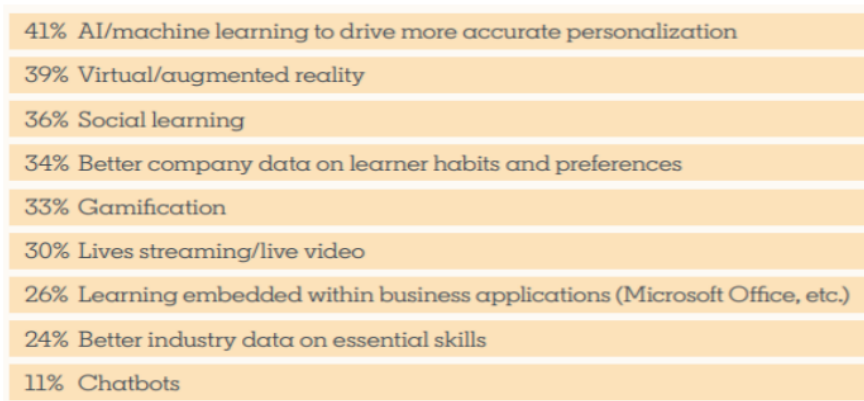 41% AI/machine learning to drive more accurate personalization
39% Virtual/augmented reality
36% Social learning
34% Better company data on learner habits and preferences
33% Gamification
30% Lives streaming/live video
26% Learning embedded within business applications (Microsoft Office, etc.)
24% Better industry data on essential skills
11% Chatbots